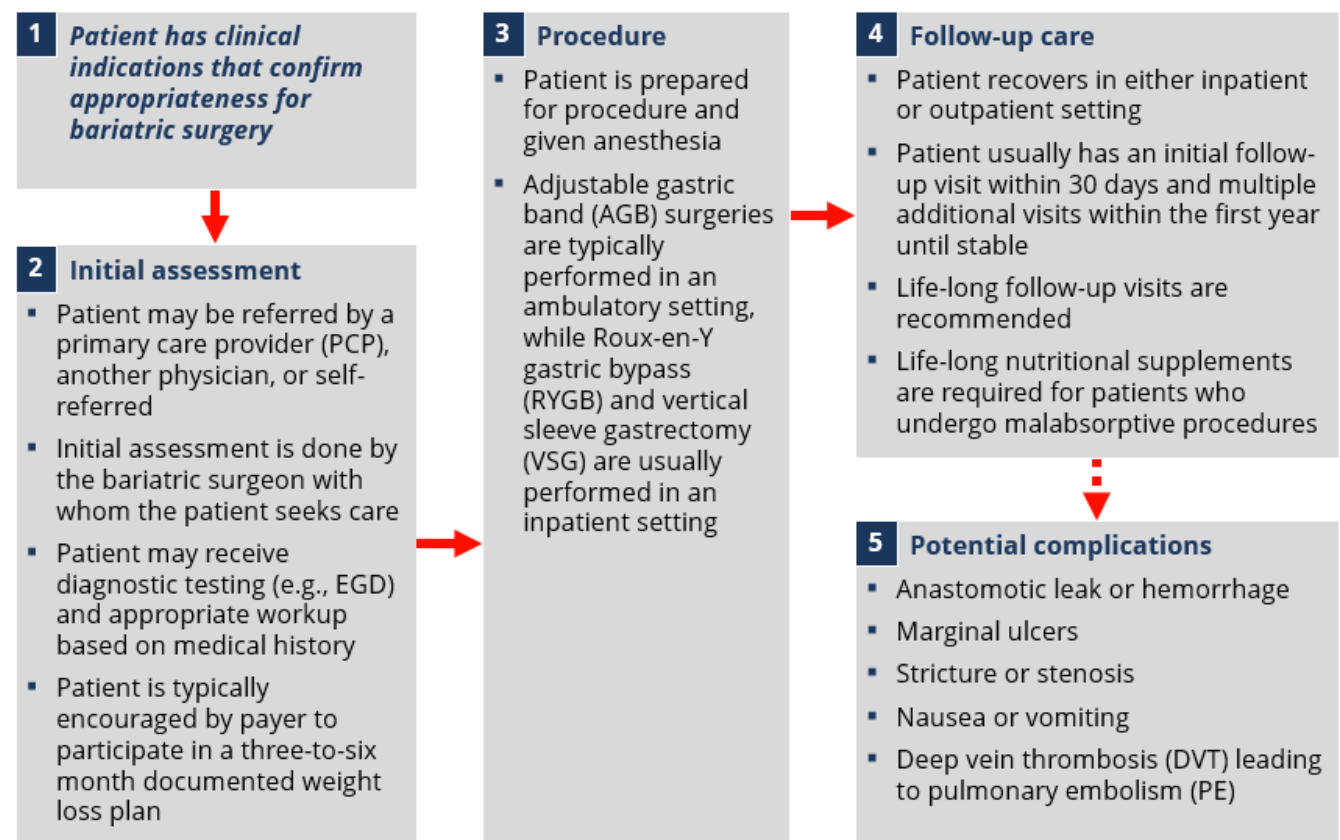 1 Patient has clinical
indications that confirm
appropriateness for
bariatric surgery
2 Initial assessment
▪ Patient may be referred by a
primary care provider (PCP),
another physician, or self-
referred
▪ Initial assessment is done by
the bariatric surgeon with
whom the patient seeks care
▪ Patient may receive
diagnostic testing (e.g., EGD)
and appropriate workup
based on medical history
▪ Patient is typically
encouraged by payer to
participate in a three-to-six
month documented weight
loss plan
3 Procedure
▪ Patient is prepared
for procedure and
given anesthesia
▪ Adjustable gastric
band (AGB) surgeries
are typically
performed in an
ambulatory setting,
while Roux-en-Y
gastric bypass
(RYGB) and vertical
sleeve gastrectomy
(VSG) are usually
performed in an
inpatient setting
4 Follow-up care
▪ Patient recovers in either inpatient
or outpatient setting
▪ Patient usually has an initial follow-
up visit within 30 days and multiple
additional visits within the first year
until stable
▪ Life-long follow-up visits are
recommended
▪ Life-long nutritional supplements
are required for patients who
undergo malabsorptive procedures
5 Potential complications
▪ Anastomotic leak or hemorrhage
▪ Marginal ulcers
▪ Stricture or stenosis
▪ Nausea or vomiting
▪ Deep vein thrombosis (DVT) leading
to pulmonary embolism (PE)